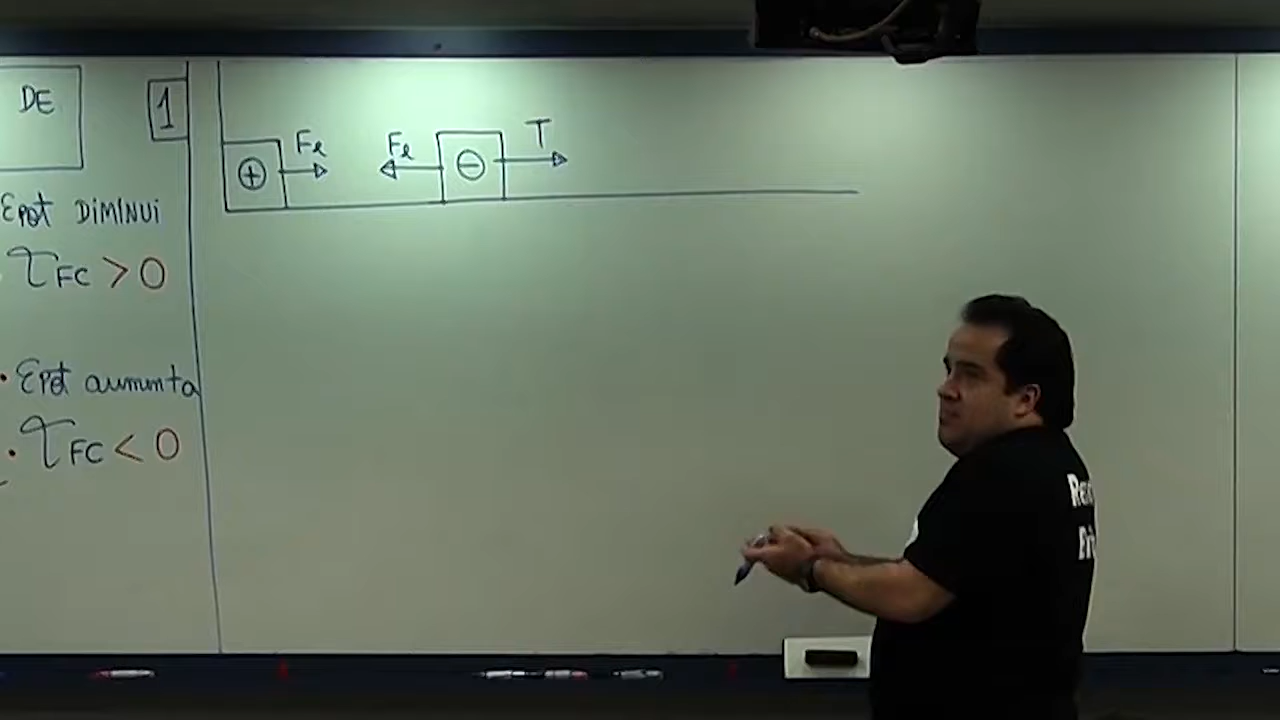 DE
Epot DIMINUI
τFC > 0
• Epot aumenta
• τFC < 0
1
⊕ Fe
Fe ⊖ T